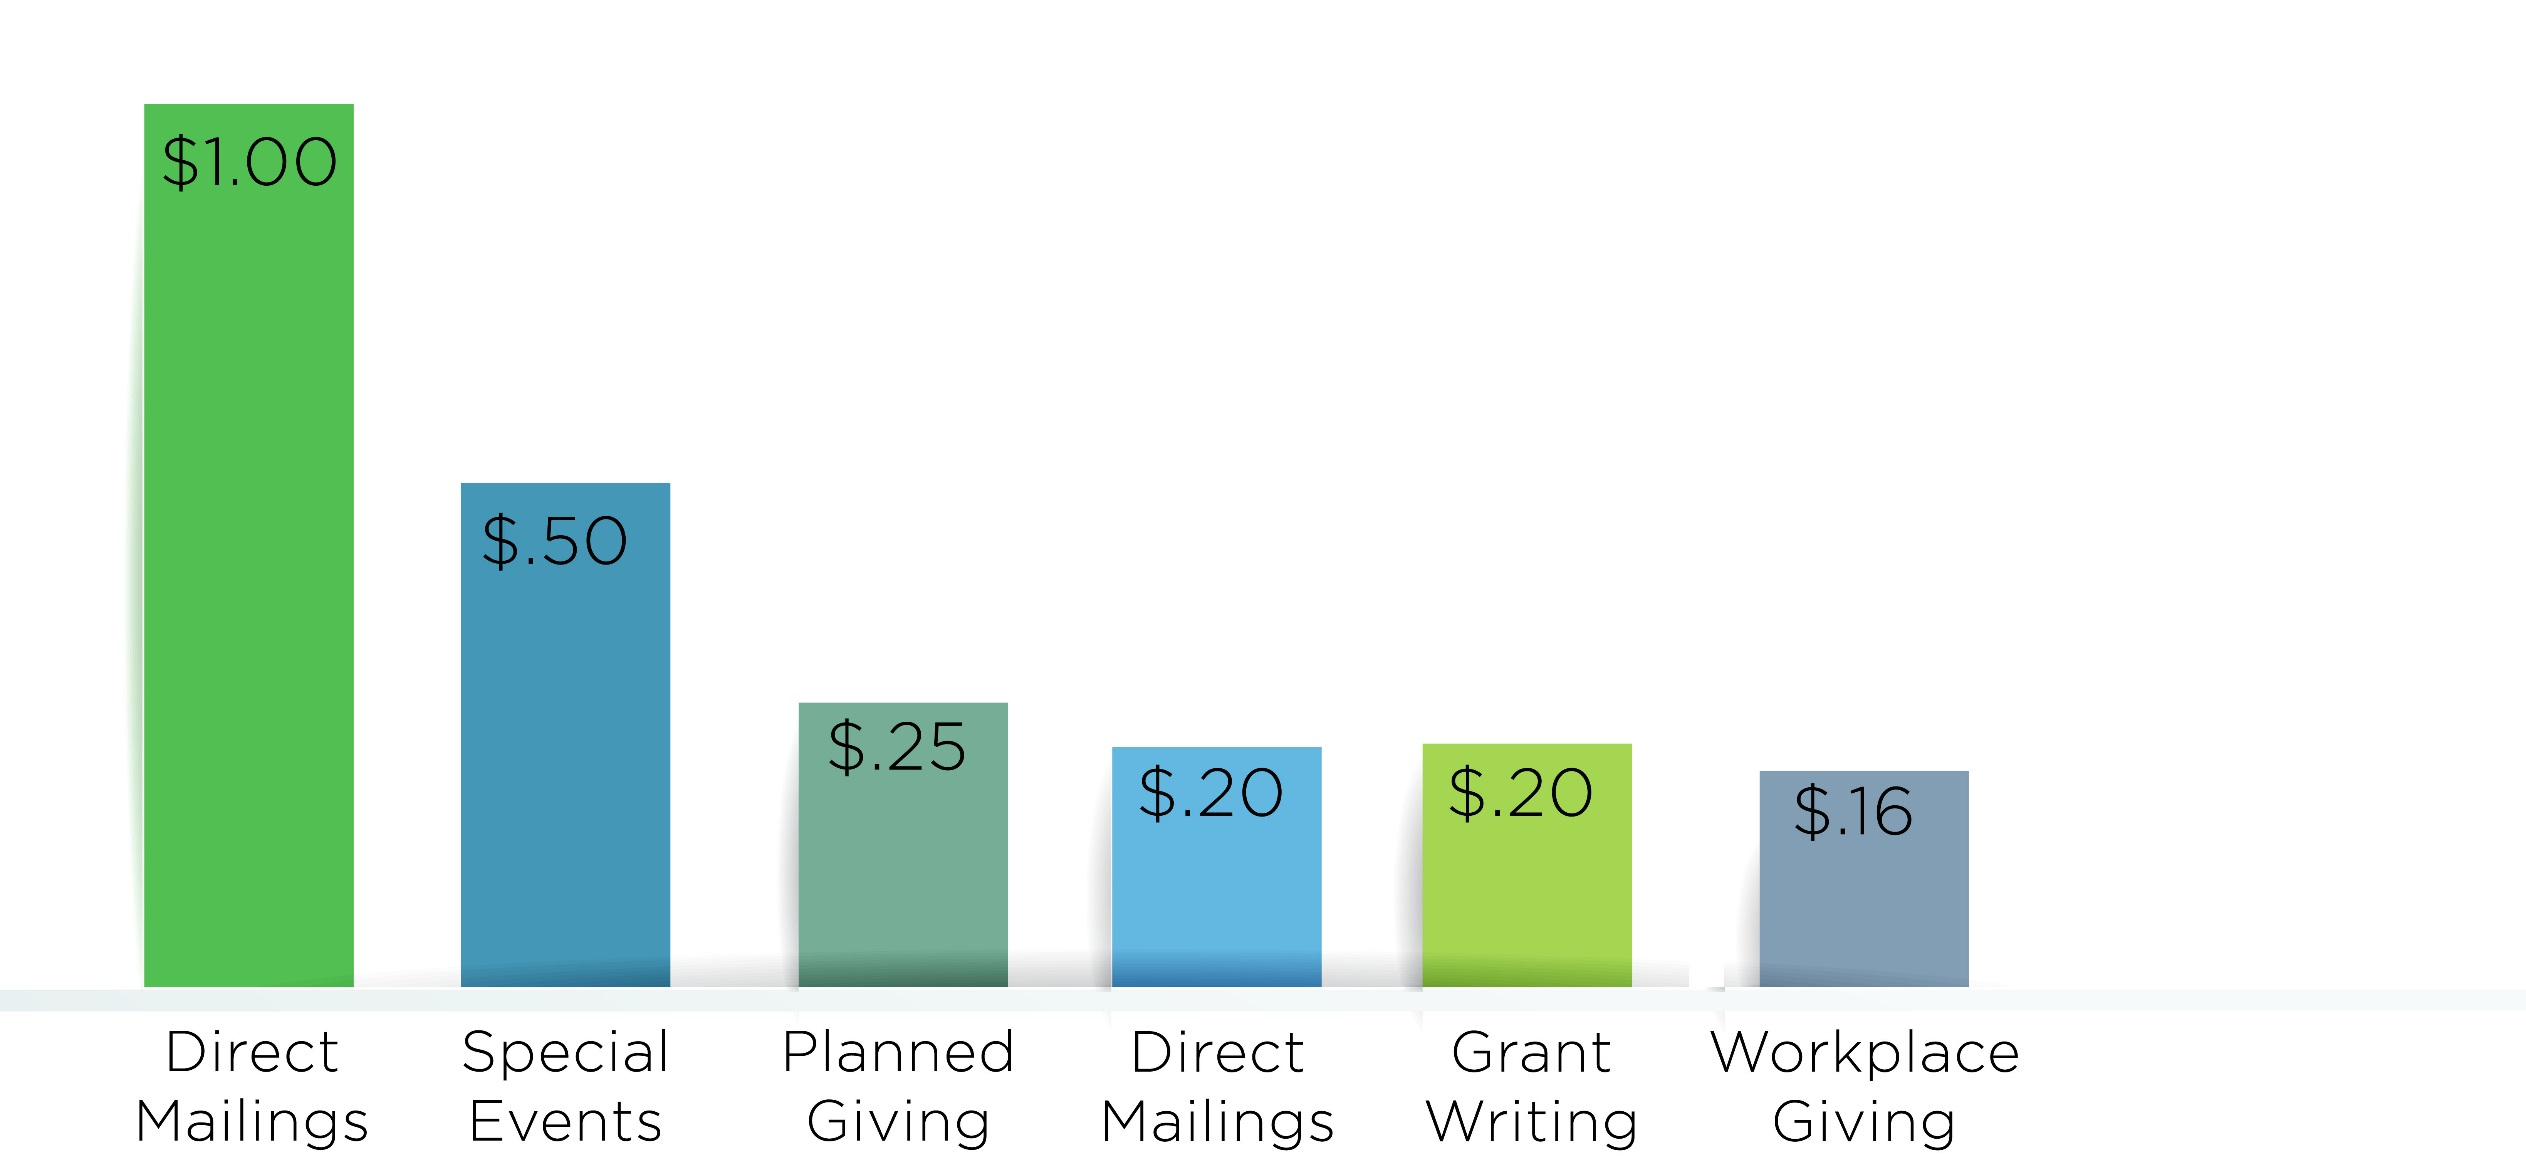 $1.00
$.50
$.25
$.20
$.20
$.16
Direct
Mailings
Special
Events
Planned
Giving
Direct
Mailings
Grant
Writing
Workplace
Giving